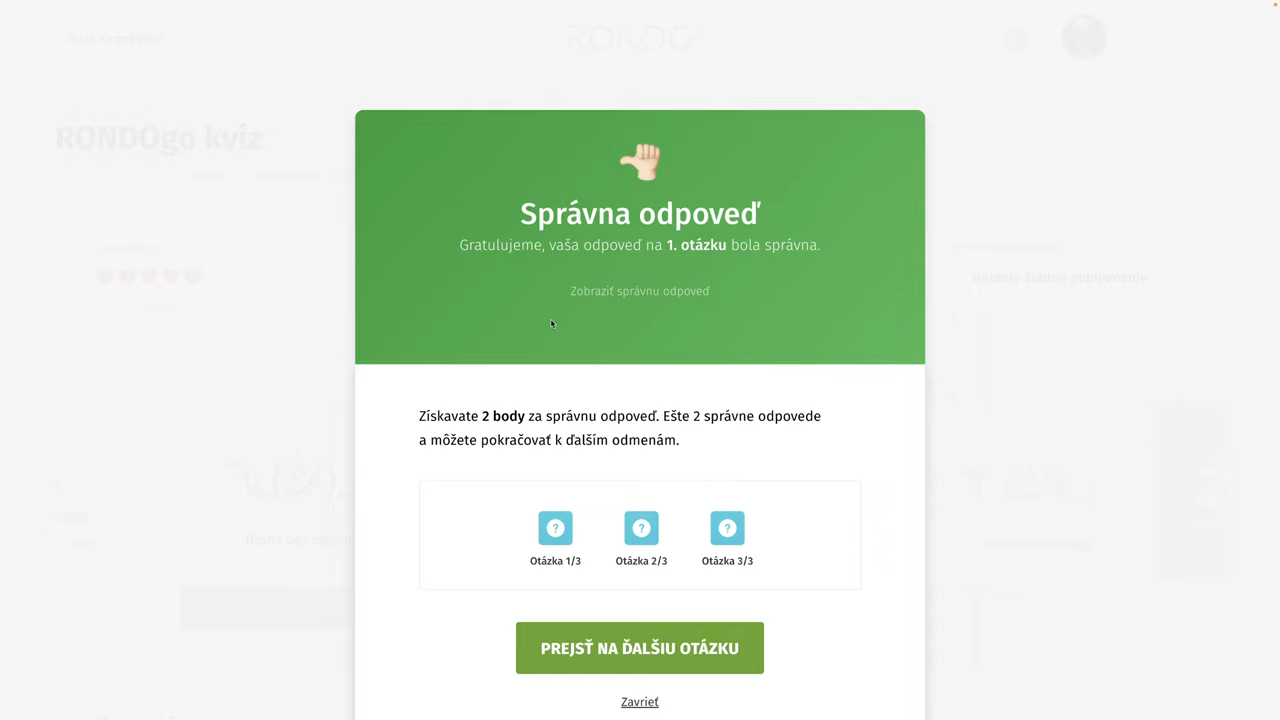 RONDOgo kvíz
Správna odpoveď
Gratulujeme, vaša odpoveď na 1. otázku bola správna.
Zobraziť správnu odpoveď
Získavate 2 body za správnu odpoveď. Ešte 2 správne odpovede
a môžete pokračovať k ďalším odmenám.
Otázka 1/3
Otázka 2/3
Otázka 3/3
PREJSŤ NA ĎALŠIU OTÁZKU
Zavrieť